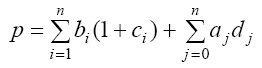 p = \sum_{i=1}^{n} b_i (1 + c_i) + \sum_{j=0}^{n} a_j d_j